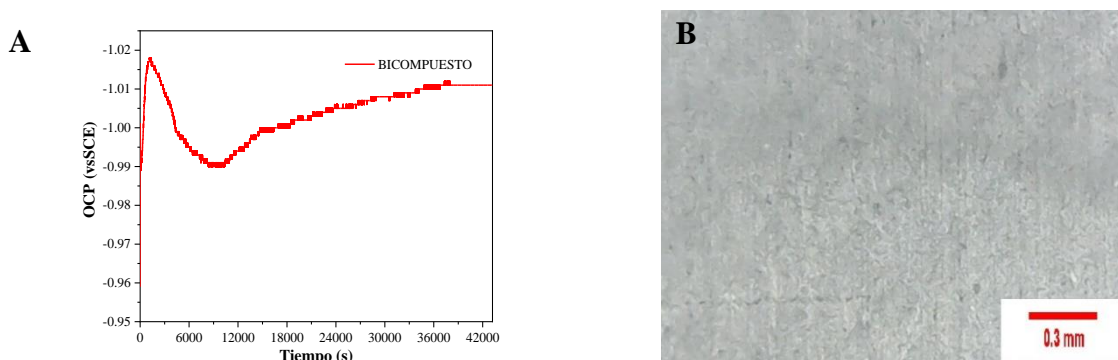 A
B
-1.02
-1.01
-1.00
-0.99
-0.98
-0.97
-0.96
-0.95
OCP (vsSCE)
BICOMPUESTO
0 6000 12000 18000 24000 30000 36000 42000
Tiempo (s)
0.3 mm